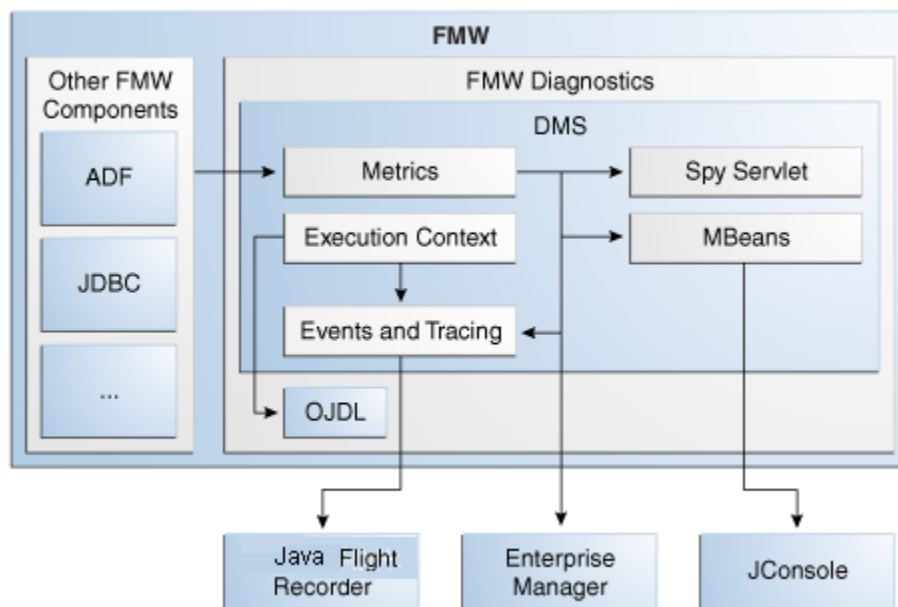 FMW
Other FMW
Components
ADF
JDBC
...
FMW Diagnostics
DMS
Metrics
Spy Servlet
Execution Context
MBeans
Events and Tracing
OJDL
Java Flight
Recorder
Enterprise
Manager
JConsole